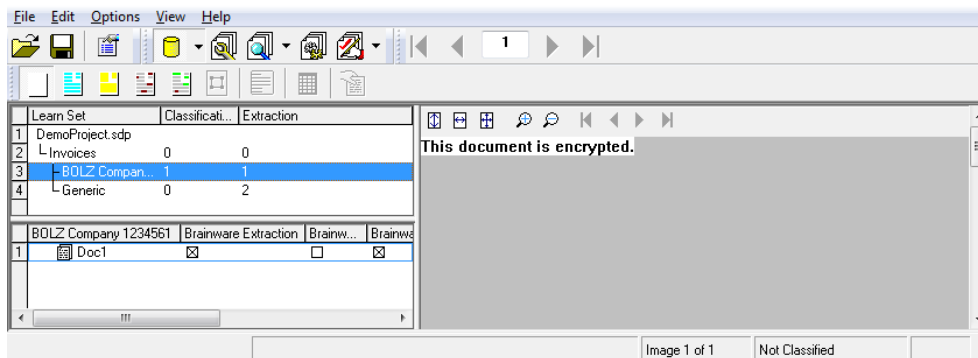 File Edit Options View Help
1
Learn Set Classificati... Extraction
1 DemoProject.sdp
2 Invoices 0 0
3 BOLZ Compan... 1 1
4 Generic 0 2
BOLZ Company 1234561 Brainware Extraction Brainw... Brainwa
1 Doc1
This document is encrypted.
Image 1 of 1 Not Classified